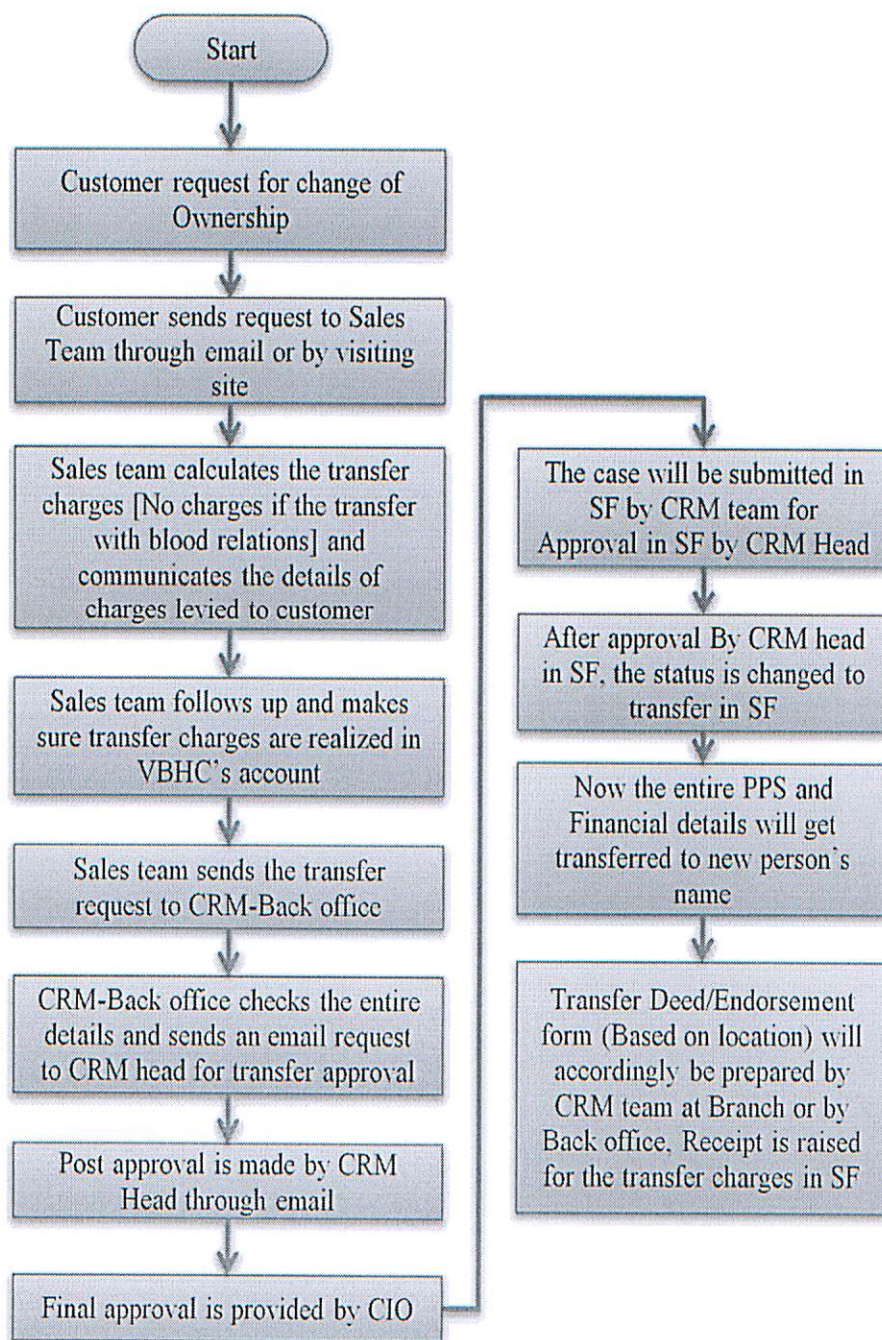 Start
Customer request for change of
Ownership
Customer sends request to Sales
Team through email or by visiting
site
Sales team calculates the transfer
charges [No charges if the transfer
with blood relations] and
communicates the details of
charges levied to customer
Sales team follows up and makes
sure transfer charges are realized in
VBHC's account
Sales team sends the transfer
request to CRM-Back office
CRM-Back office checks the entire
details and sends an email request
to CRM head for transfer approval
Post approval is made by CRM
Head through email
Final approval is provided by CIO
The case will be submitted in
SF by CRM team for
Approval in SF by CRM Head
After approval By CRM head
in SF, the status is changed to
transfer in SF
Now the entire PPS and
Financial details will get
transferred to new person's
name
Transfer Deed/Endorsement
form (Based on location) will
accordingly be prepared by
CRM team at Branch or by
Back office, Receipt is raised
for the transfer charges in SF